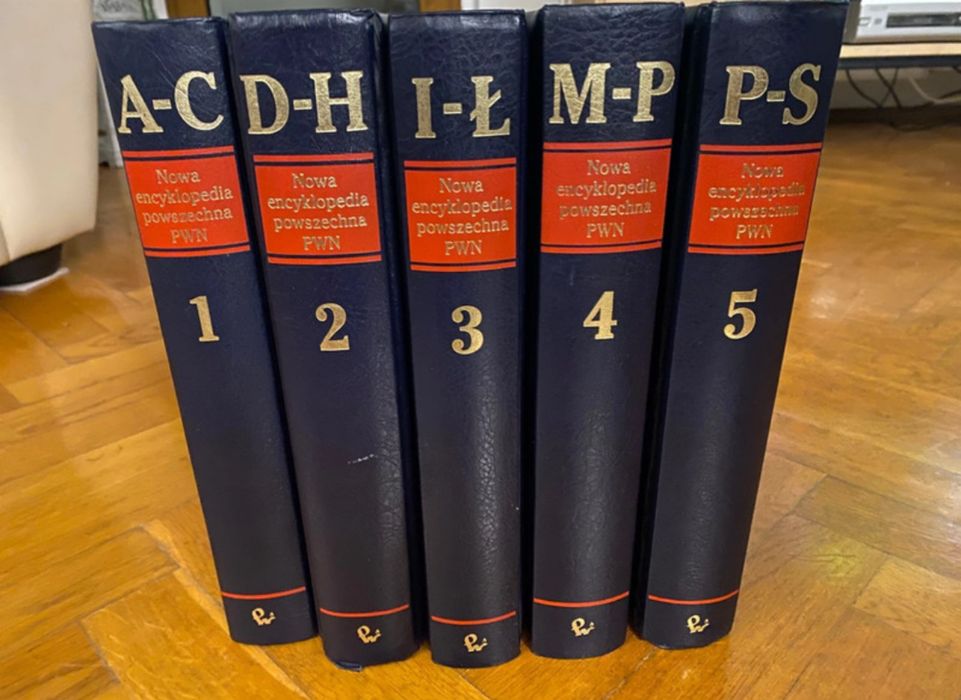 A-C
Nowa
encyklopedia
powszechna
PWN
1
D-H
Nowa
encyklopedia
powszechna
PWN
2
I-Ł
Nowa
encyklopedia
powszechna
PWN
3
M-P
Nowa
encyklopedia
powszechna
PWN
4
P-S
Nowa
encyklopedia
powszechna
PWN
5